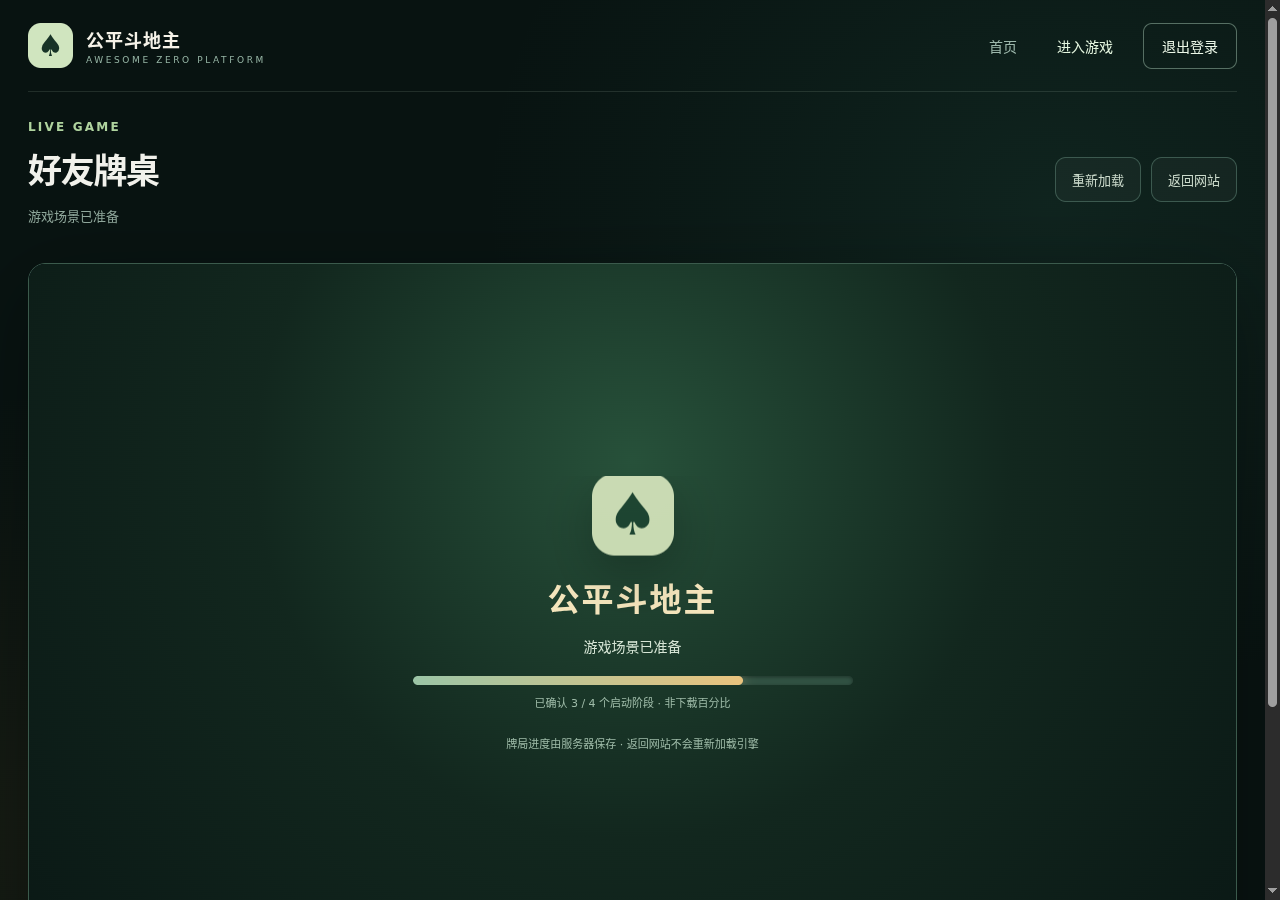 公平斗地主
AWESOME ZERO PLATFORM
首页
进入游戏
退出登录
LIVE GAME
好友牌桌
游戏场景已准备
重新加载
返回网站
公平斗地主
游戏场景已准备
已确认 3 / 4 个启动阶段 · 非下载百分比
牌局进度由服务器保存 · 返回网站不会重新加载引擎